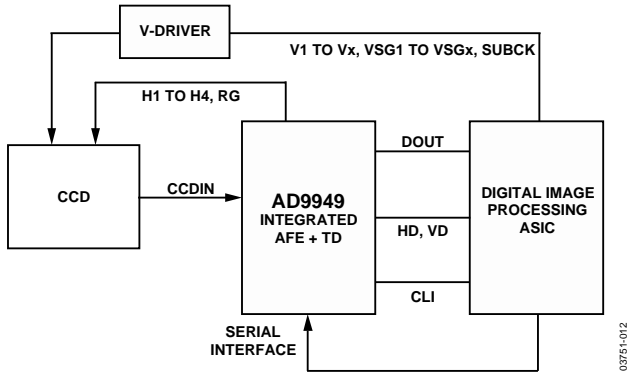 V-DRIVER
V1 TO Vx, VSG1 TO VSGx, SUBCK
H1 TO H4, RG
DOUT
CCD
CCDIN
AD9949
INTEGRATED
AFE + TD
DIGITAL IMAGE
PROCESSING
ASIC
HD, VD
CLI
SERIAL
INTERFACE
03751-012